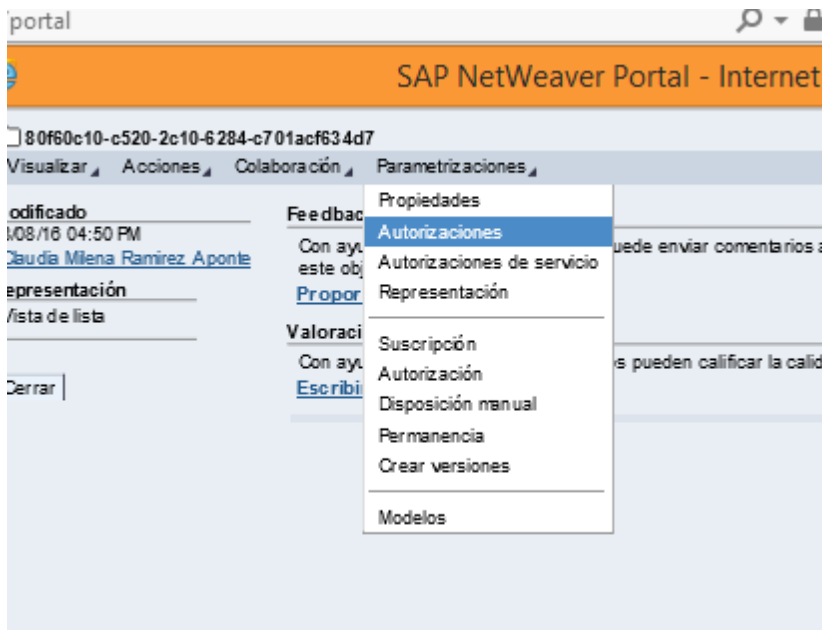 portal
SAP NetWeaver Portal - Internet
80f60c10-c520-2c10-6284-c701acf634d7
Visualizar Acciones Colaboración Parametrizaciones
odificado
/08/16 04:50 PM
Claudia Milena Ramirez Aponte
epresentación
Vista de lista
Cerrar
Feedbac
Con ayu
uede enviar comentarios a
este obj
Propor
Valoraci
Con ayu
s pueden calificar la calid
Escribi
Propiedades
Autorizaciones
Autorizaciones de servicio
Representación
Suscripción
Autorización
Disposición manual
Permanencia
Crear versiones
Modelos